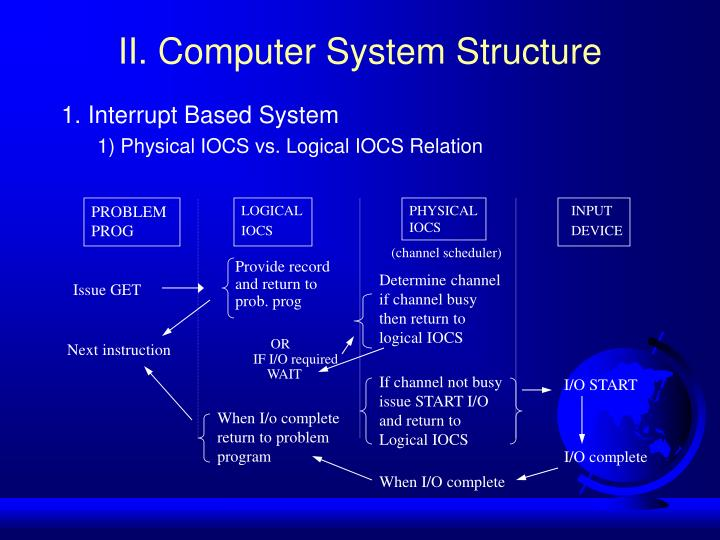 II. Computer System Structure
1. Interrupt Based System
1) Physical IOCS vs. Logical IOCS Relation
PROBLEM
PROG
LOGICAL
IOCS
PHYSICAL
IOCS
INPUT
DEVICE
(channel scheduler)
Issue GET
Provide record
and return to
prob. prog
Determine channel
if channel busy
then return to
logical IOCS
Next instruction
OR
IF I/O required
WAIT
If channel not busy
issue START I/O
and return to
Logical IOCS
I/O START
When I/o complete
return to problem
program
I/O complete
When I/O complete